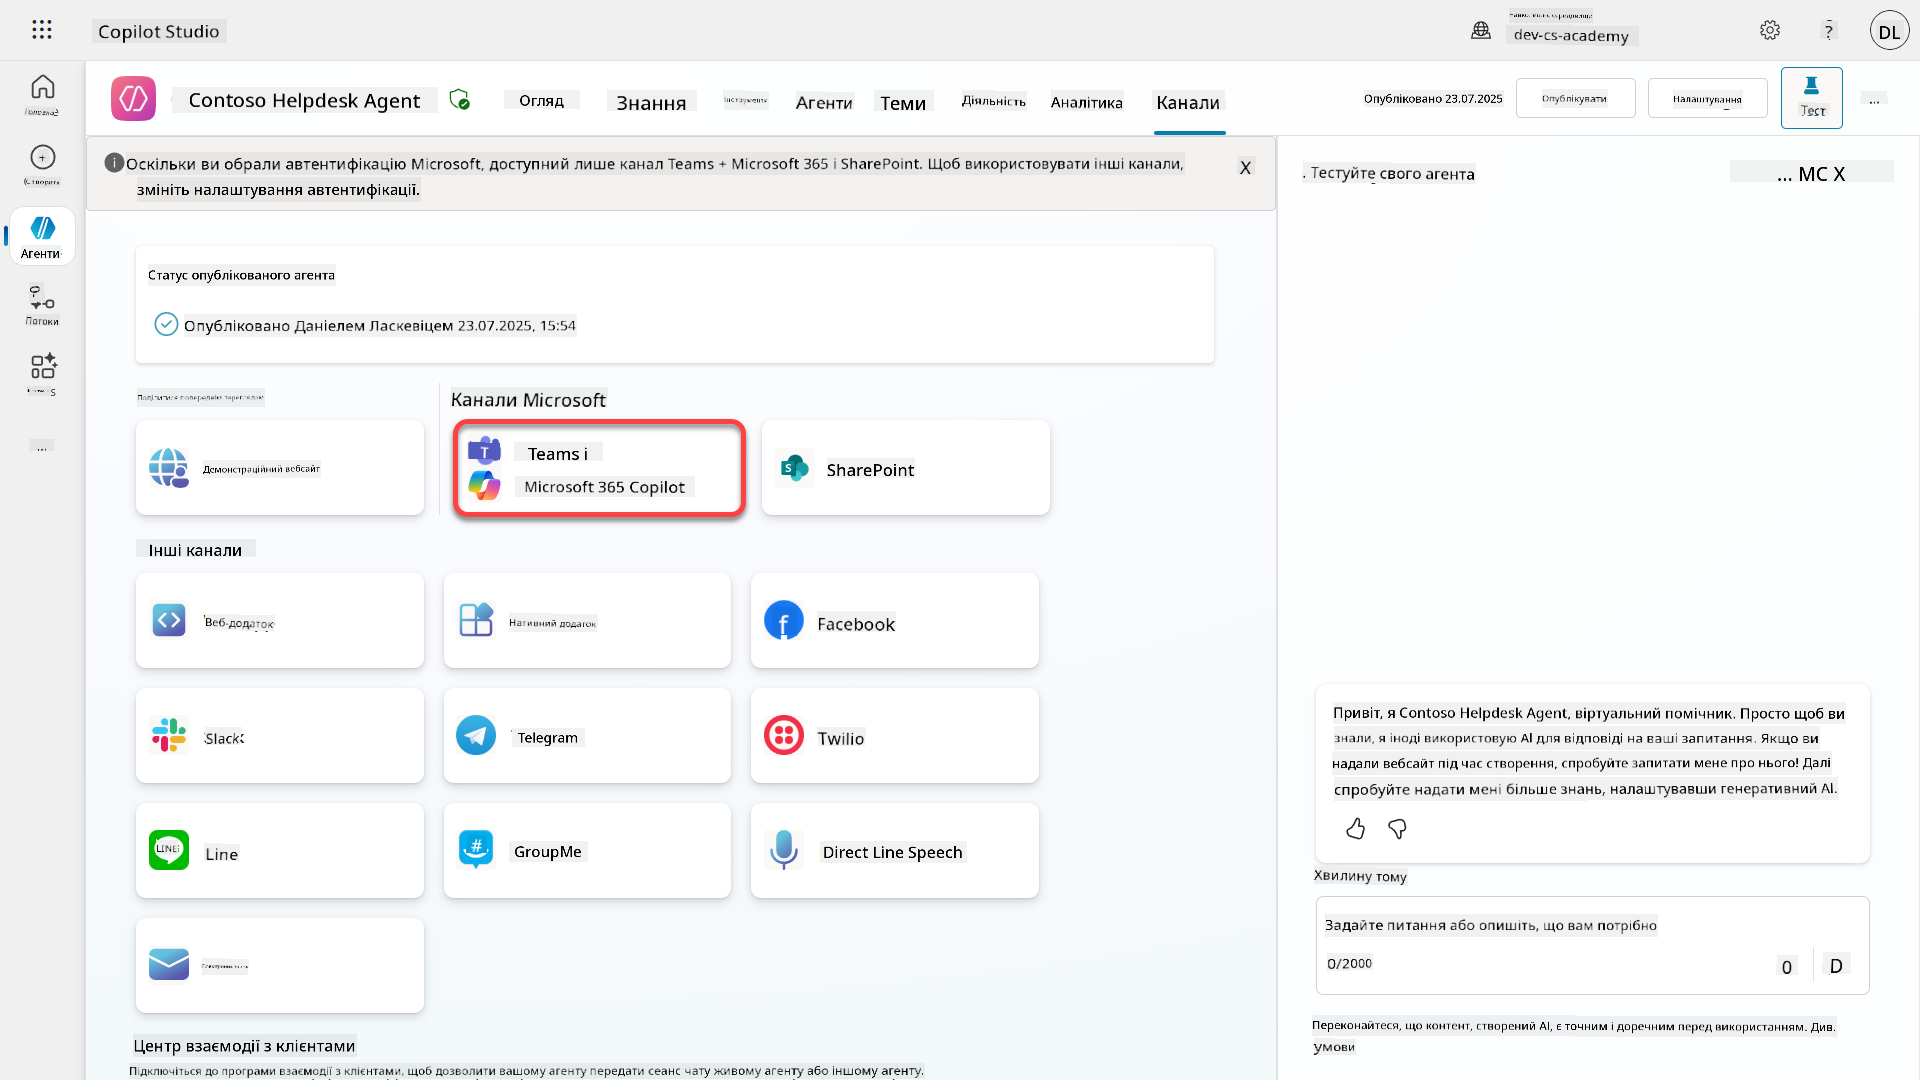 Copilot Studio
dev-cs-academy
?
DL
Contoso Helpdesk Agent
Огляд
Знання
Агенти
Теми
Діяльність
Аналітика
Канали
Опубліковано 23.07.2025
Опублікувати
Налаштування
Тест
...
Агенти
Потоки
...
Оскільки ви обрали автентифікацію Microsoft, доступний лише канал Teams + Microsoft 365 і SharePoint. Щоб використовувати інші канали,
змініть налаштування автентифікації.
X
Статус опублікованого агента
Опубліковано Даніелем Ласкевіцем 23.07.2025, 15:54
Поділитися попереднім переглядом
Канали Microsoft
Демонстраційний вебсайт
Teams і
Microsoft 365 Copilot
SharePoint
Інші канали
Веб-додаток
Нативний додаток
Facebook
Slack
Telegram
Twilio
LINE
Line
GroupMe
Direct Line Speech
Центр взаємодії з клієнтами
Підключіться до програми взаємодії з клієнтами, щоб дозволити вашому агенту передати сеанс чату живому агенту або іншому агенту.
. Тестуйте свого агента
... MC X
Привіт, я Contoso Helpdesk Agent, віртуальний помічник. Просто щоб ви
знали, я іноді використовую AI для відповіді на ваші запитання. Якщо ви
надали вебсайт під час створення, спробуйте запитати мене про нього! Далі
спробуйте надати мені більше знань, налаштувавши генеративний AI.
Хвилину тому
Задайте питання або опишіть, що вам потрібно
0/2000
0
D
Переконайтеся, що контент, створений AI, є точним і доречним перед використанням. Див.
умови